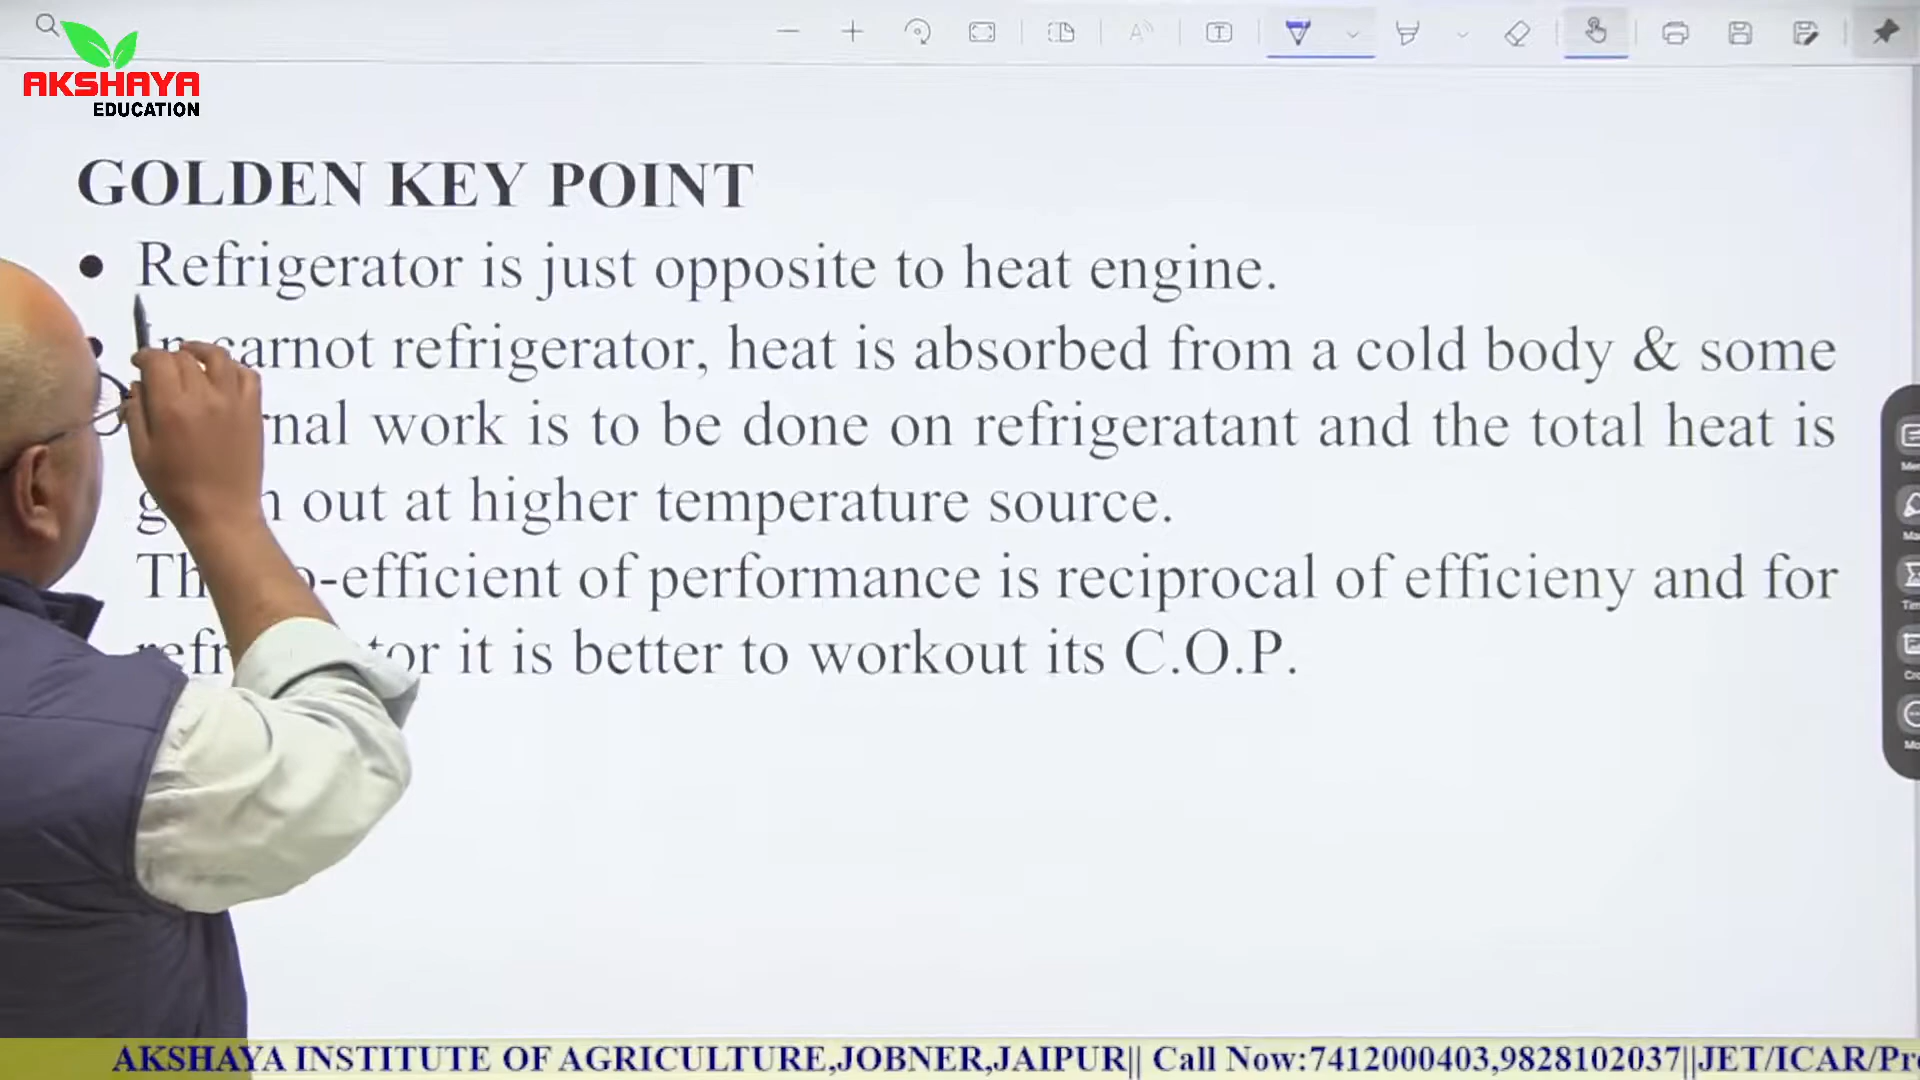 AKSHAYA
EDUCATION
GOLDEN KEY POINT
• Refrigerator is just opposite to heat engine.
In carnot refrigerator, heat is absorbed from a cold body & some
work is to be done on refrigeratant and the total heat is
out at higher temperature source.
co-efficient of performance is reciprocal of efficieny and for
it is better to workout its C.O.P.
AKSHAYA INSTITUTE OF AGRICULTURE,JOBNER,JAIPUR|| Call Now:7412000403,9828102037||JET/ICAR/Pr